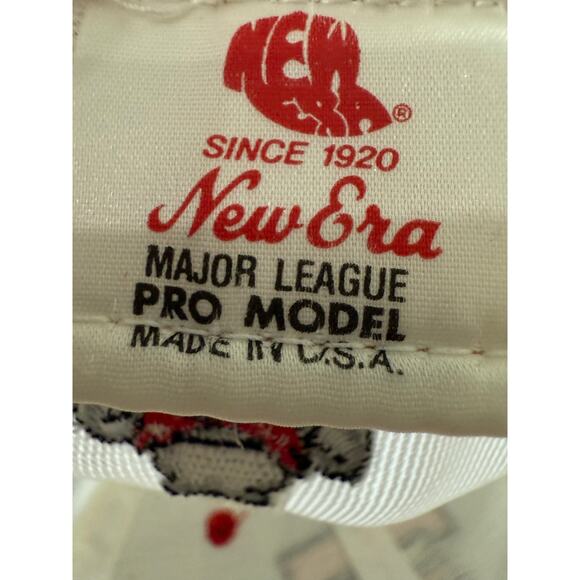 NEW
ERA
®
SINCE 1920
New Era
MAJOR LEAGUE
PRO MODEL
MADE IN U.S.A.